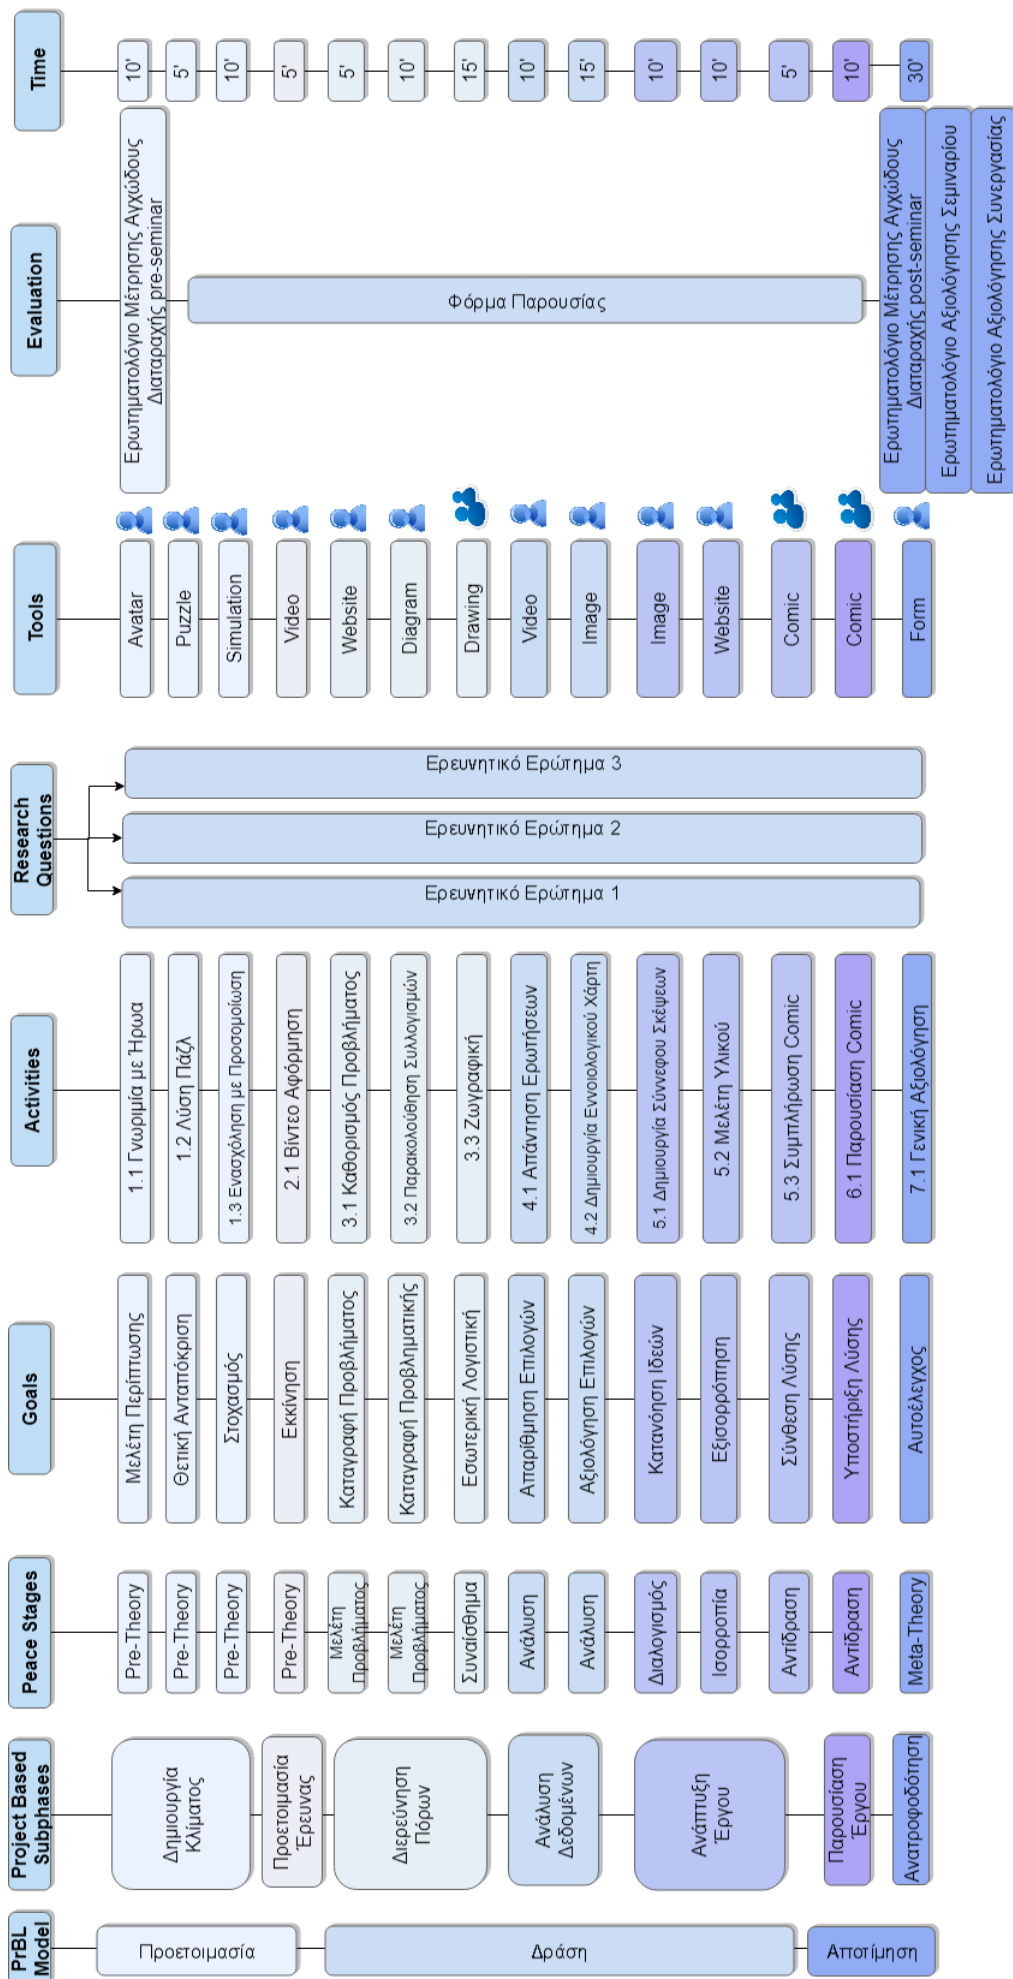 PrBL
Model
Προετοιμασία
Δράση
Αποτίμηση
Project Based
Subphases
Δημιουργία
Κλίματος
Προετοιμασία
Έρευνας
Διερεύνηση
Πόρων
Ανάλυση
Δεδομένων
Ανάπτυξη
Έργου
Παρουσίαση
Έργου
Ανατροφοδότηση
Peace Stages
Pre-Theory
Pre-Theory
Pre-Theory
Pre-Theory
Μελέτη
Προβλήματος
Μελέτη
Προβλήματος
Συναίσθημα
Ανάλυση
Ανάλυση
Διαλογισμός
Ισορροπία
Αντίδραση
Αντίδραση
Meta-Theory
Goals
Μελέτη Περίπτωσης
Θετική Ανταπόκριση
Στοχασμός
Εκκίνηση
Καταγραφή Προβλήματος
Καταγραφή Προβληματικής
Εσωτερική Λογιστική
Απαρίθμηση Επιλογών
Αξιολόγηση Επιλογών
Κατανόηση Ιδεών
Εξισορρόπηση
Σύνθεση Λύσης
Υποστήριξη Λύσης
Αυτοέλεγχος
Activities
1.1 Γνωριμία με Ήρωα
1.2 Λύση Πάζλ
1.3 Ενασχόληση με Προσομοίωση
2.1 Βίντεο Αφόρμηση
3.1 Καθορισμός Προβλήματος
3.2 Παρακολούθηση Συλλογισμών
3.3 Ζωγραφική
4.1 Απάντηση Ερωτήσεων
4.2 Δημιουργία Εννοιολογικού Χάρτη
5.1 Δημιουργία Σύννεφου Σκέψεων
5.2 Μελέτη Υλικού
5.3 Συμπλήρωση Comic
6.1 Παρουσίαση Comic
7.1 Γενική Αξιολόγηση
Research
Questions
Ερευνητικό Ερώτημα 1
Ερευνητικό Ερώτημα 2
Ερευνητικό Ερώτημα 3
Tools
Avatar
Puzzle
Simulation
Video
Website
Diagram
Drawing
Video
Image
Image
Website
Comic
Comic
Form
Evaluation
Ερωτηματολόγιο Μέτρησης Αγχώδους
Διαταραχής pre-seminar
Φόρμα Παρουσίας
Ερωτηματολόγιο Μέτρησης Αγχώδους
Διαταραχής post-seminar
Ερωτηματολόγιο Αξιολόγησης Σεμιναρίου
Ερωτηματολόγιο Αξιολόγησης Συνεργασίας
Time
10'
5'
10'
5'
5'
10'
15'
10'
15'
10'
10'
5'
10'
30'